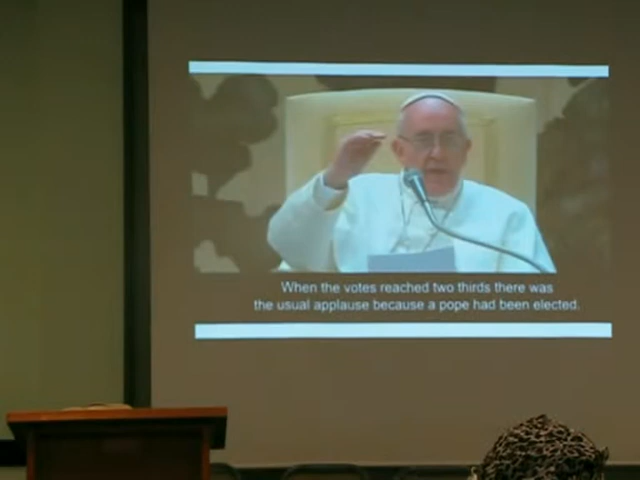 When the votes reached two thirds there was
the usual applause because a pope had been elected.